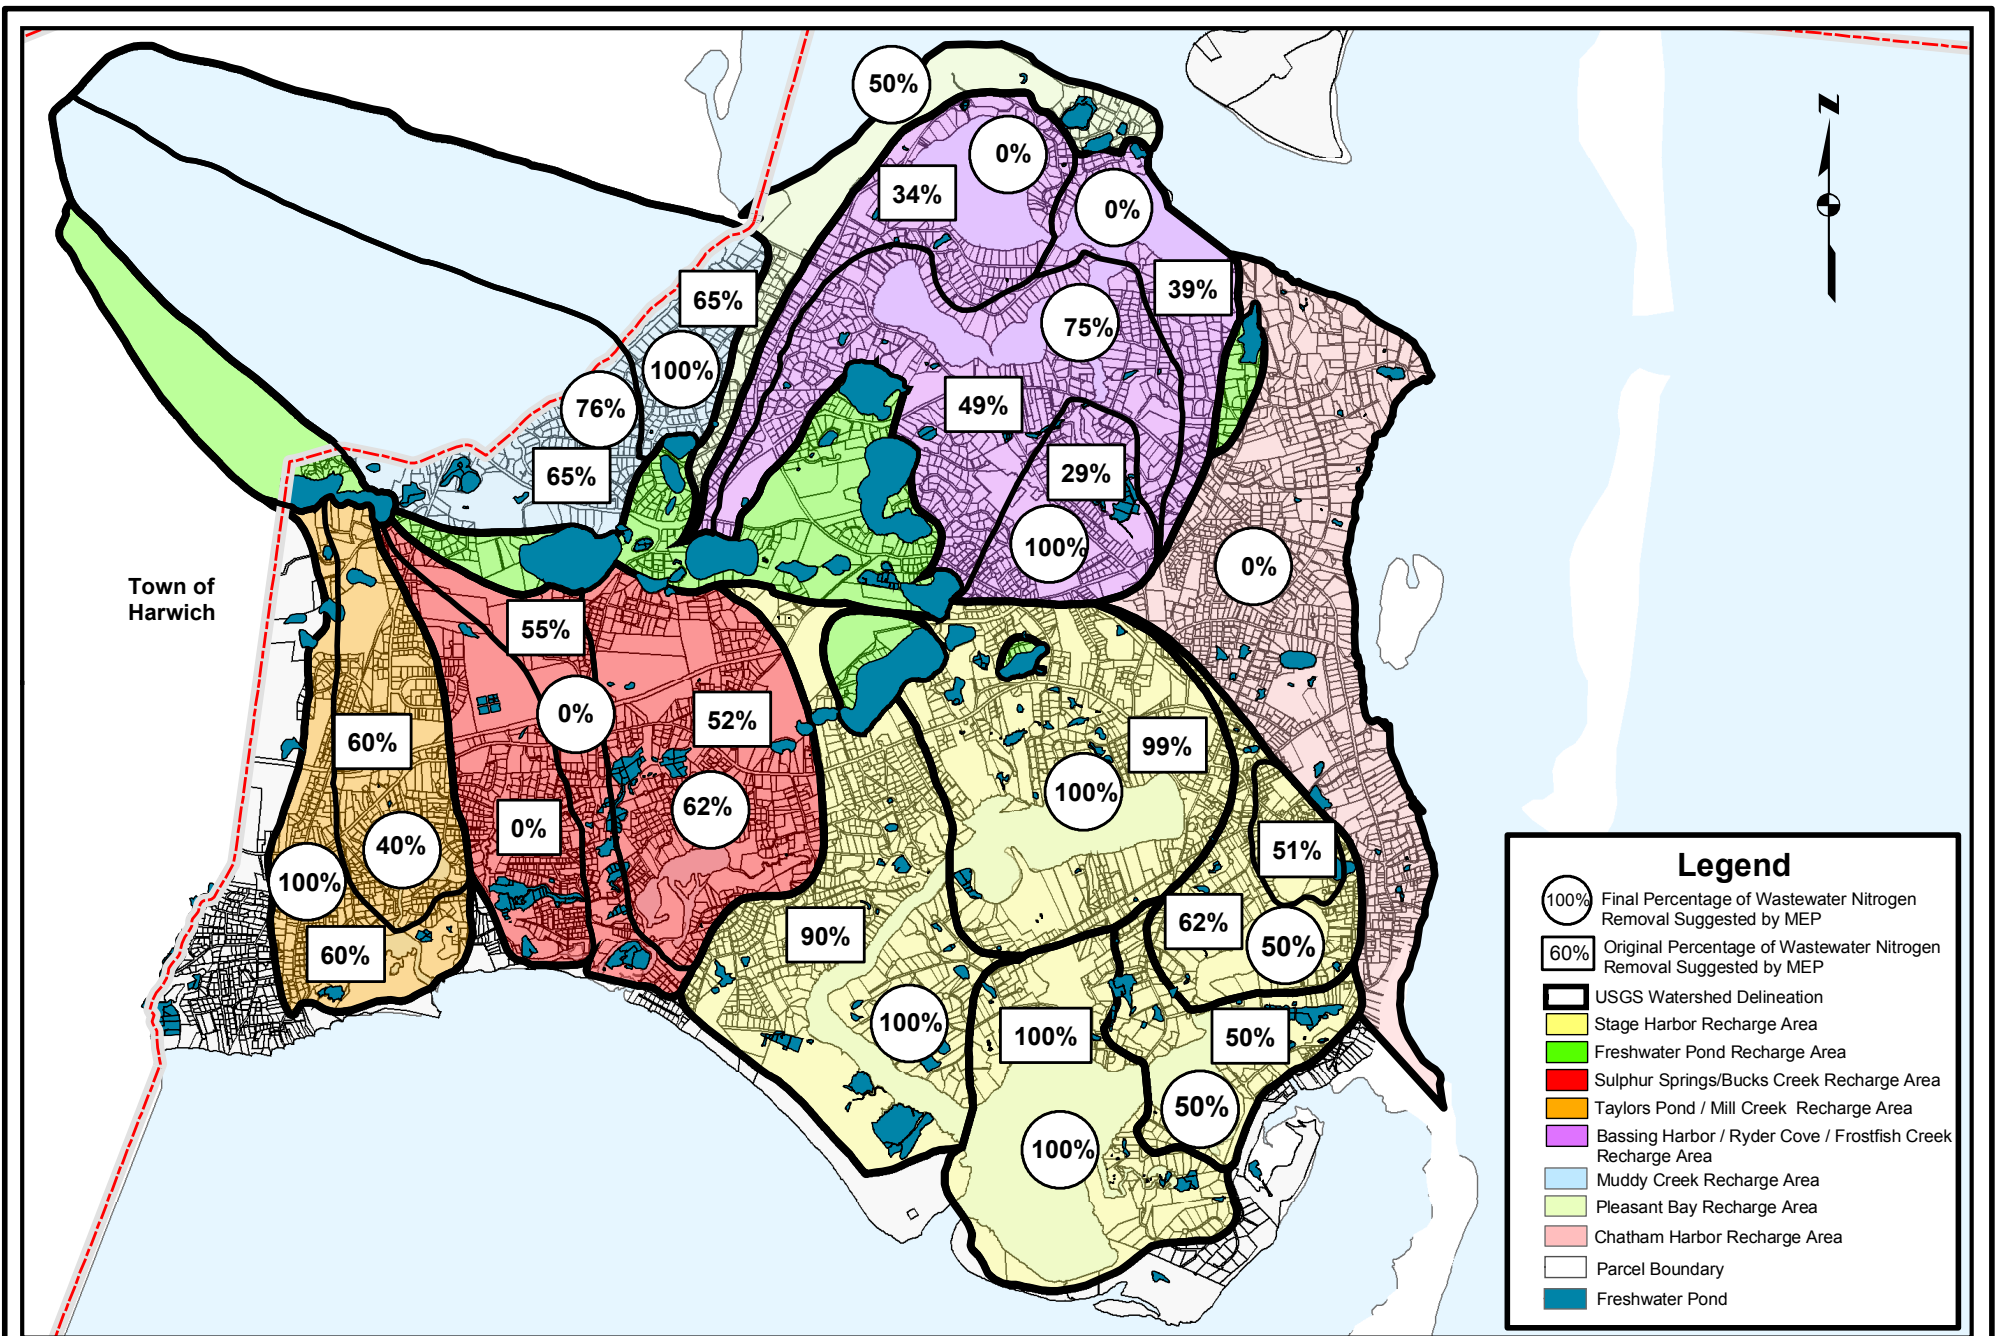 50%
N
0%
34%
0%
65%
39%
75%
100%
76%
49%
65%
29%
100%
0%
Town of
Harwich
55%
0%
52%
60%
99%
100%
62%
0%
40%
51%
100%
90%
62%
50%
60%
100%
100%
50%
50%
100%
Legend
100%
Final Percentage of Wastewater Nitrogen
Removal Suggested by MEP
60%
Original Percentage of Wastewater Nitrogen
Removal Suggested by MEP
USGS Watershed Delineation
Stage Harbor Recharge Area
Freshwater Pond Recharge Area
Sulphur Springs/Bucks Creek Recharge Area
Taylors Pond / Mill Creek Recharge Area
Bassing Harbor / Ryder Cove / Frostfish Creek
Recharge Area
Muddy Creek Recharge Area
Pleasant Bay Recharge Area
Chatham Harbor Recharge Area
Parcel Boundary
Freshwater Pond